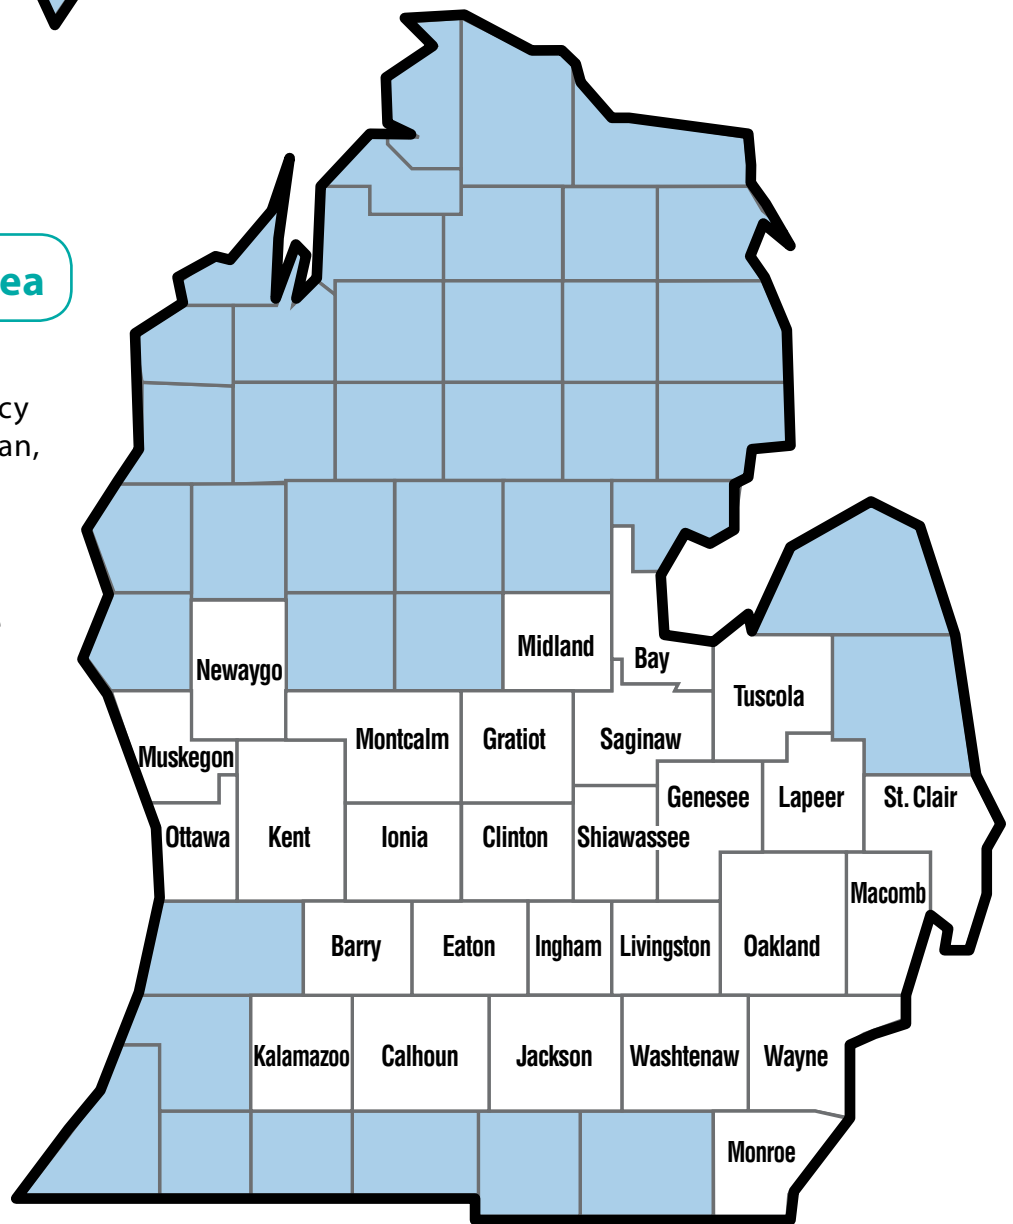 ea
cy
an,
Midland
Bay
Newaygo
Tuscola
Montcalm
Gratiot
Saginaw
Muskegon
Genesee
Lapeer
St. Clair
Ottawa
Kent
Ionia
Clinton
Shiawassee
Macomb
Barry
Eaton
Ingham
Livingston
Oakland
Kalamazoo
Calhoun
Jackson
Washtenaw
Wayne
Monroe